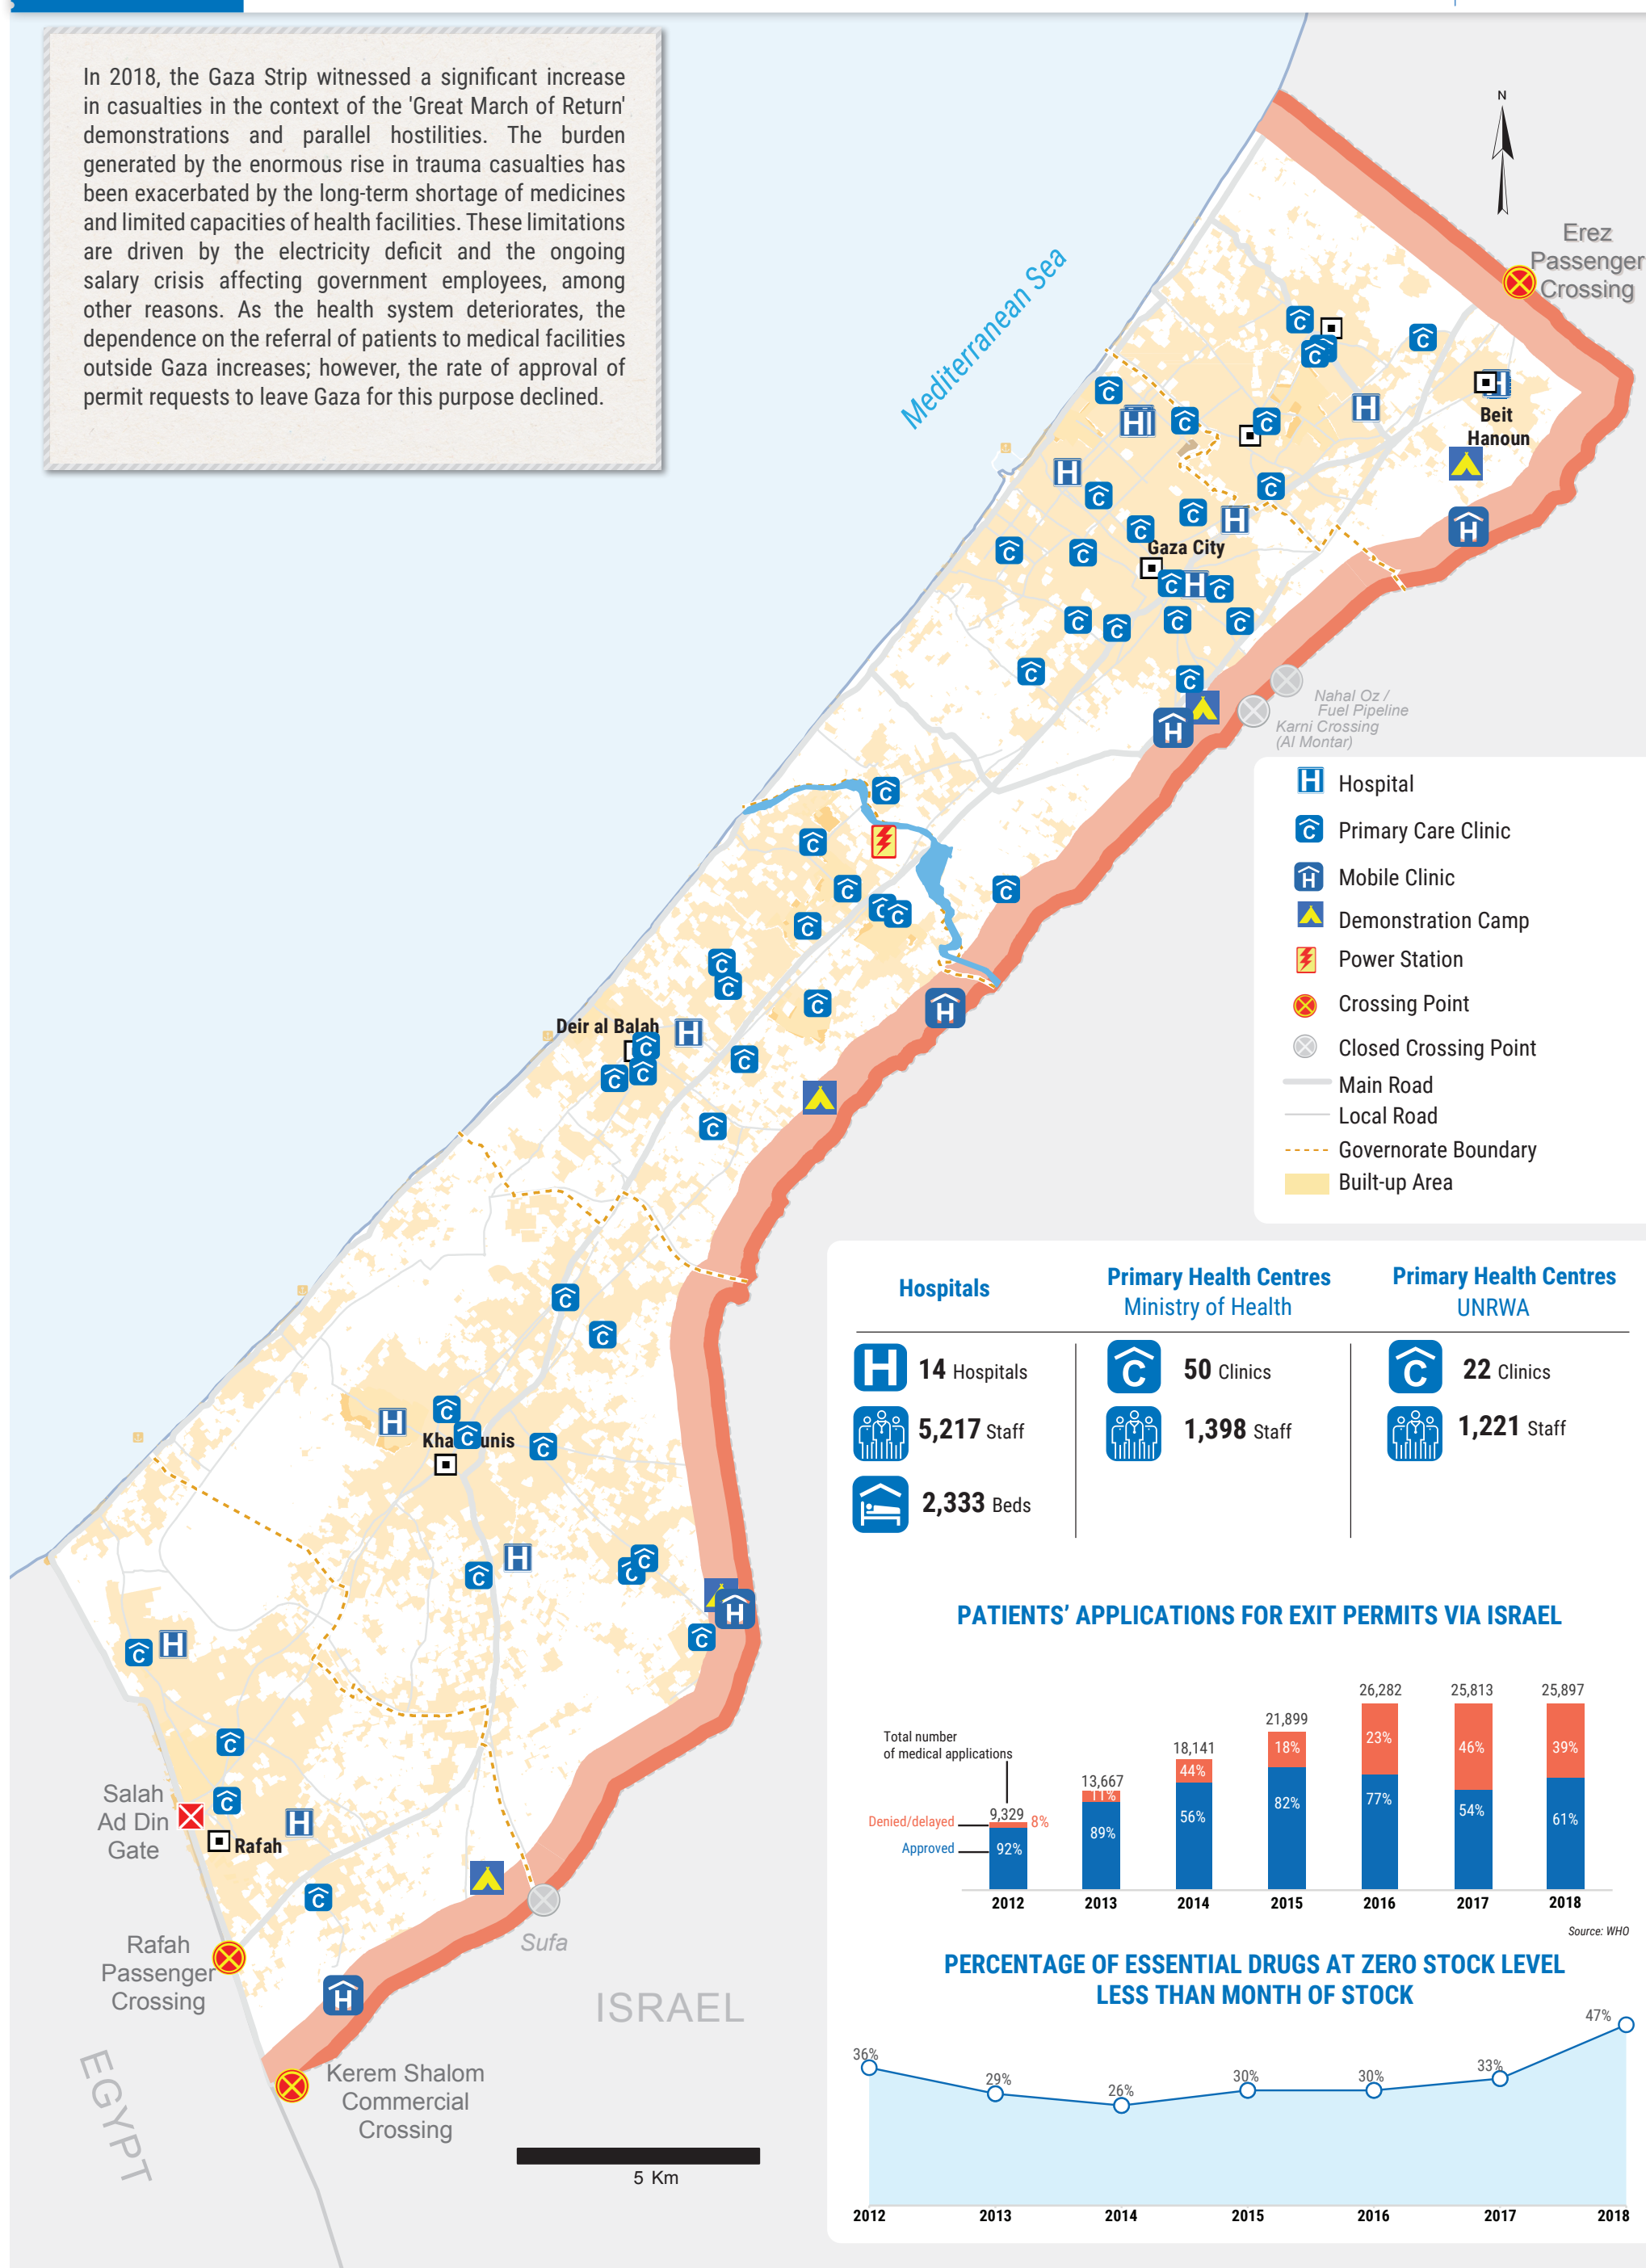 In 2018, the Gaza Strip witnessed a significant increase
in casualties in the context of the 'Great March of Return'
demonstrations and parallel hostilities. The burden
generated by the enormous rise in trauma casualties has
been exacerbated by the long-term shortage of medicines
and limited capacities of health facilities. These limitations
are driven by the electricity deficit and the ongoing
salary crisis affecting government employees, among
other reasons. As the health system deteriorates, the
dependence on the referral of patients to medical facilities
outside Gaza increases; however, the rate of approval of
permit requests to leave Gaza for this purpose declined.
N
Erez
Passenger
Crossing
Mediterranean Sea
Beit
Hanoun
Gaza City
Nahal Oz /
Fuel Pipeline
Karni Crossing
(Al Montar)
Deir al Balah
Kha unis
Salah
Ad Din
Gate
Rafah
Rafah
Passenger
Crossing
Sufa
ISRAEL
EGYPT
Kerem Shalom
Commercial
Crossing
5 Km
H Hospital
C Primary Care Clinic
H Mobile Clinic
Demonstration Camp
Power Station
Crossing Point
Closed Crossing Point
Main Road
Local Road
Governorate Boundary
Built-up Area
Hospitals
H 14 Hospitals
5,217 Staff
2,333 Beds
Primary Health Centres
Ministry of Health
C 50 Clinics
1,398 Staff
Primary Health Centres
UNRWA
C 22 Clinics
1,221 Staff
PATIENTS' APPLICATIONS FOR EXIT PERMITS VIA ISRAEL
Total number
of medical applications
Denied/delayed
Approved
9,329 13,667 18,141 21,899 26,282 25,813 25,897
8% 11% 44% 18% 23% 46% 39%
92% 89% 56% 82% 77% 54% 61%
2012 2013 2014 2015 2016 2017 2018
Source: WHO
PERCENTAGE OF ESSENTIAL DRUGS AT ZERO STOCK LEVEL
LESS THAN MONTH OF STOCK
36% 29% 26% 30% 30% 33% 47%
2012 2013 2014 2015 2016 2017 2018